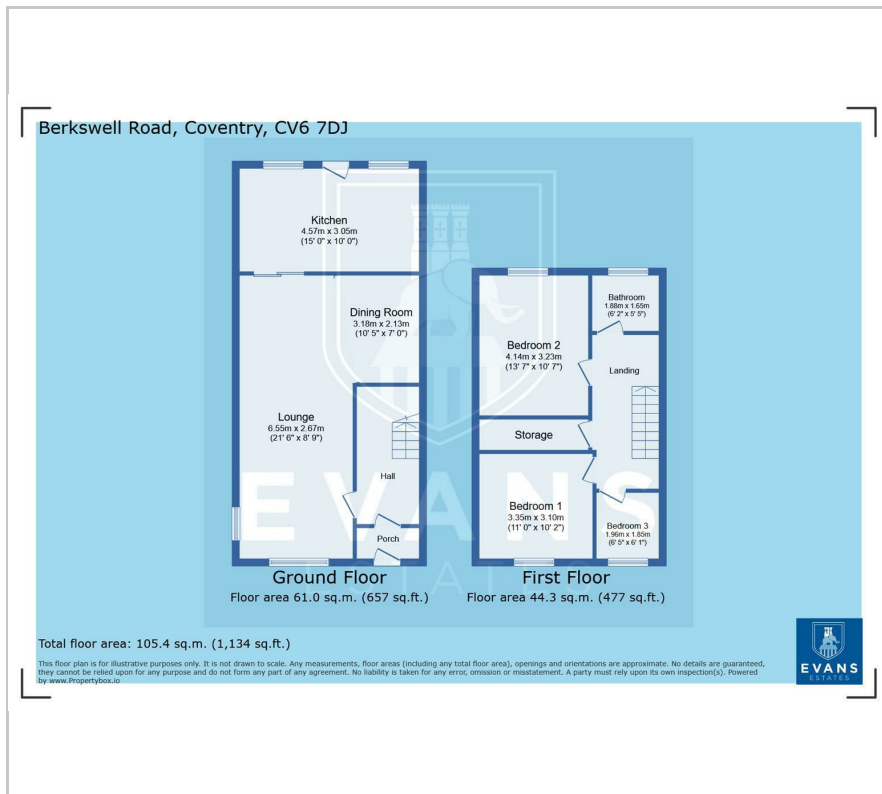 Berkswell Road, Coventry, CV6 7DJ
Kitchen
4.57m x 3.05m
(15' 0" x 10' 0")
Dining Room
3.18m x 2.13m
(10' 5" x 7' 0")
Lounge
6.55m x 2.67m
(21' 6" x 8' 9")
Hall
Porch
Ground Floor
Floor area 61.0 sq.m. (657 sq.ft.)
Bathroom
1.88m x 1.65m
(6' 2" x 5' 5")
Bedroom 2
4.14m x 3.23m
(13' 7" x 10' 7")
Landing
Storage
Bedroom 1
3.35m x 3.10m
(11' 0" x 10' 2")
Bedroom 3
1.96m x 1.85m
(6' 5" x 6' 1")
First Floor
Floor area 44.3 sq.m. (477 sq.ft.)
EVANS
ESTATES
Total floor area: 105.4 sq.m. (1,134 sq.ft.)
This floor plan is for illustrative purposes only. It is not drawn to scale. Any measurements, floor areas (including any total floor area), openings and orientations are approximate. No details are guaranteed,
they cannot be relied upon for any purpose and do not form any part of any agreement. No liability is taken for any error, omission or misstatement. A party must rely upon its own inspection(s). Powered
by www.Propertybox.io
EVANS
ESTATES